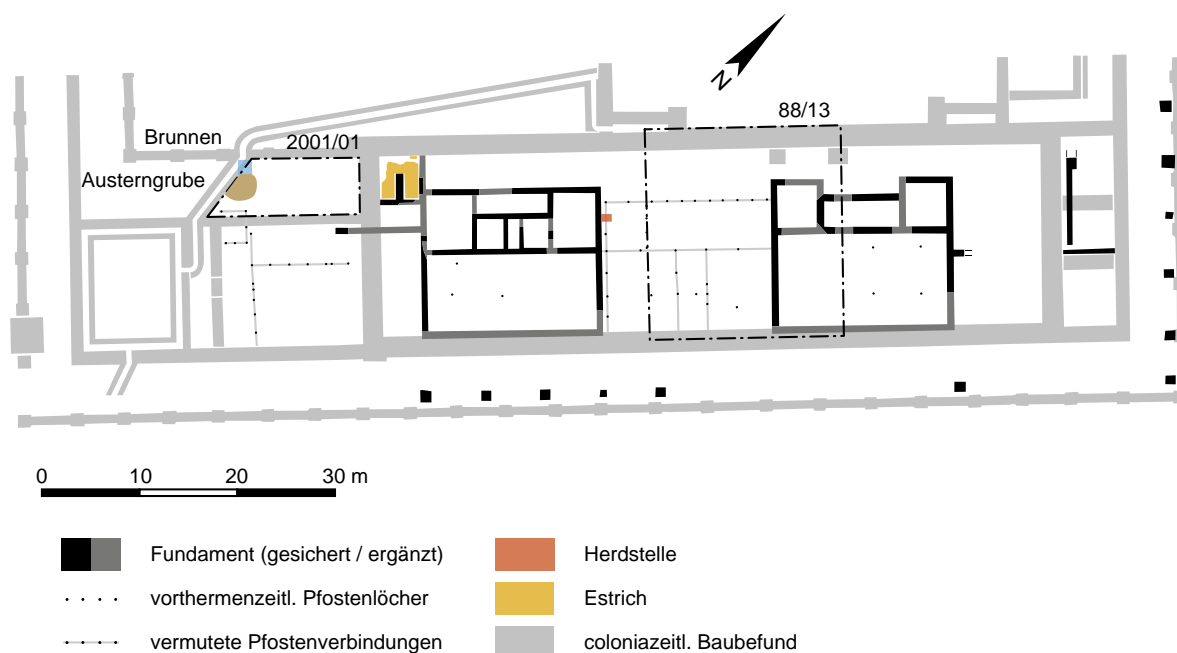 N
88/13
Brunnen
2001/01
Austerngrube
0 10 20 30 m
Fundament (gesichert / ergänzt)
Herdstelle
vorthermenzeitl. Pfostenlöcher
Estrich
vermutete Pfostenverbindungen
coloniazeitl. Baubefund